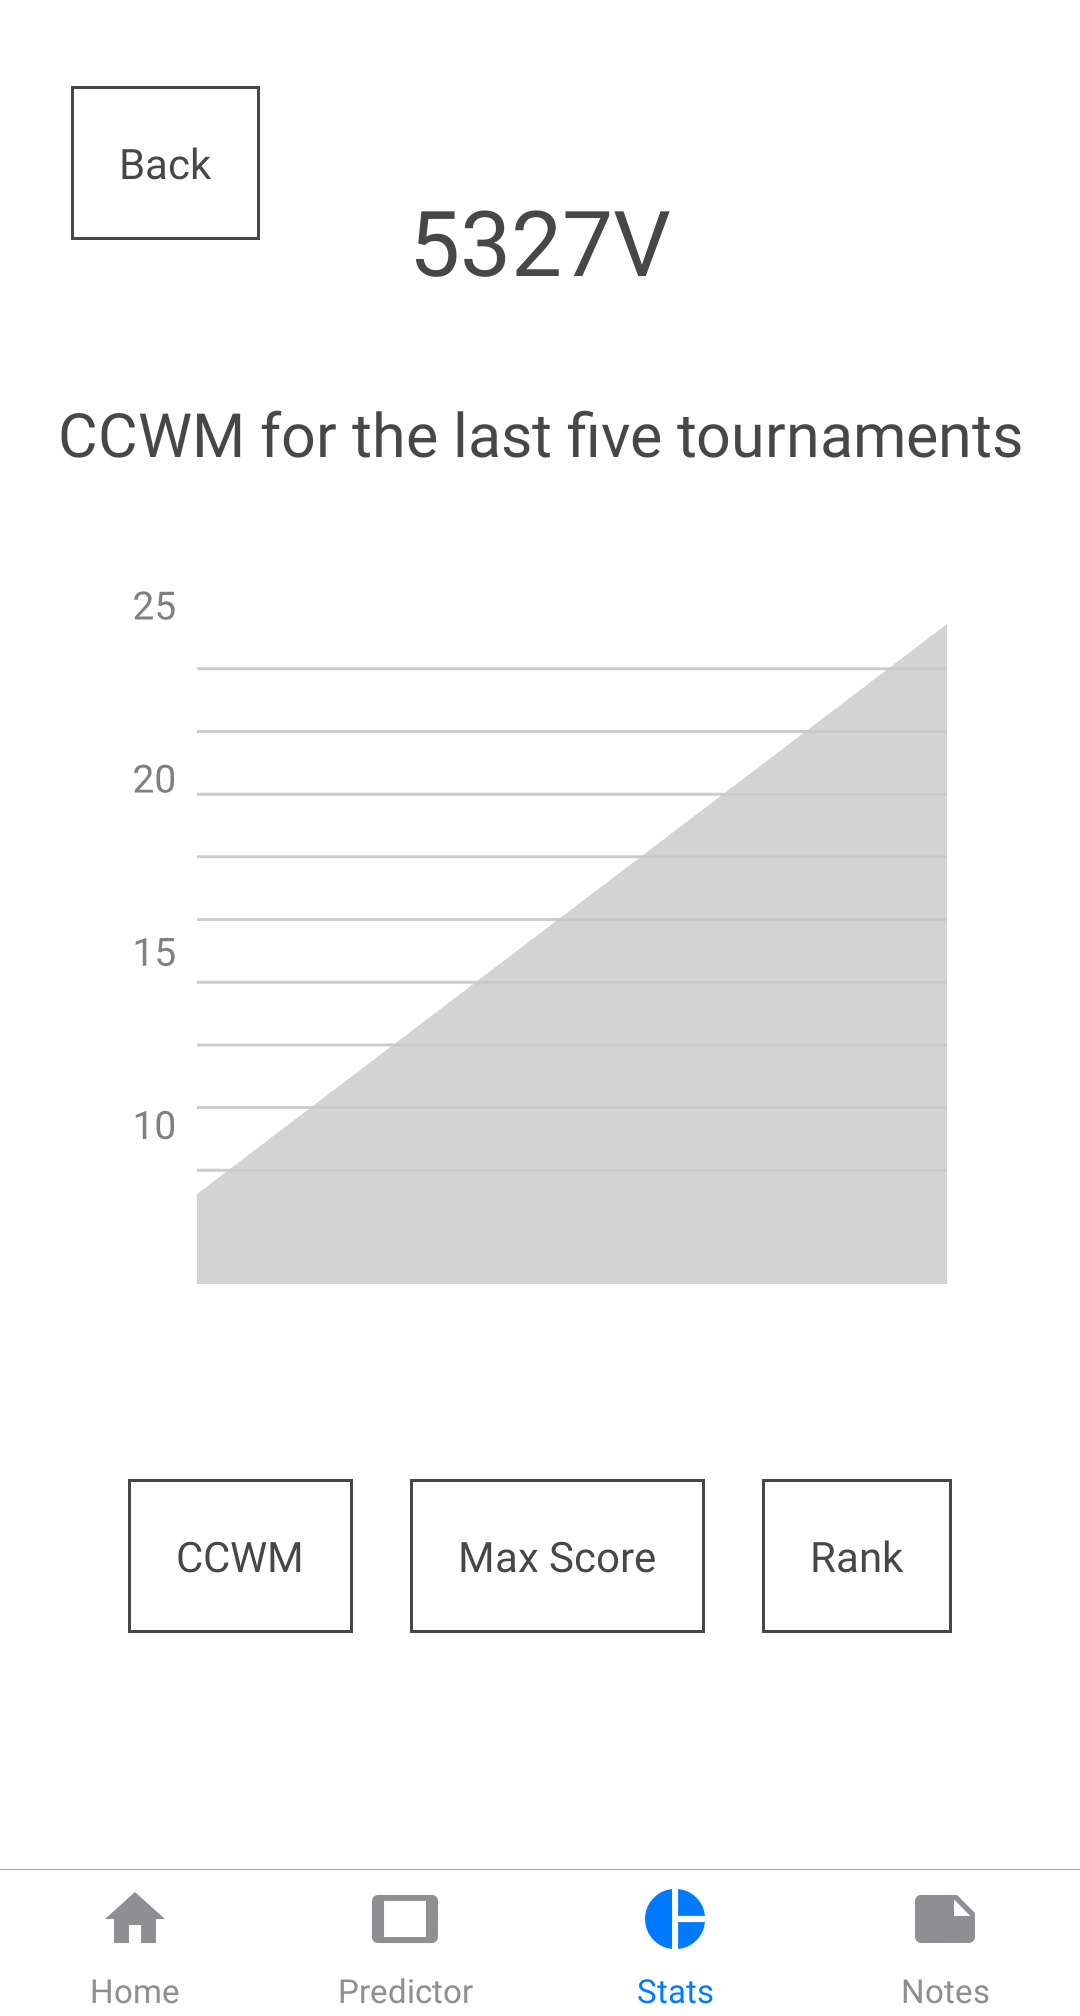 Back
5327V
CCWM for the last five tournaments
25
20
15
10
CCWM
Max Score
Rank
Home
Predictor
Stats
Notes